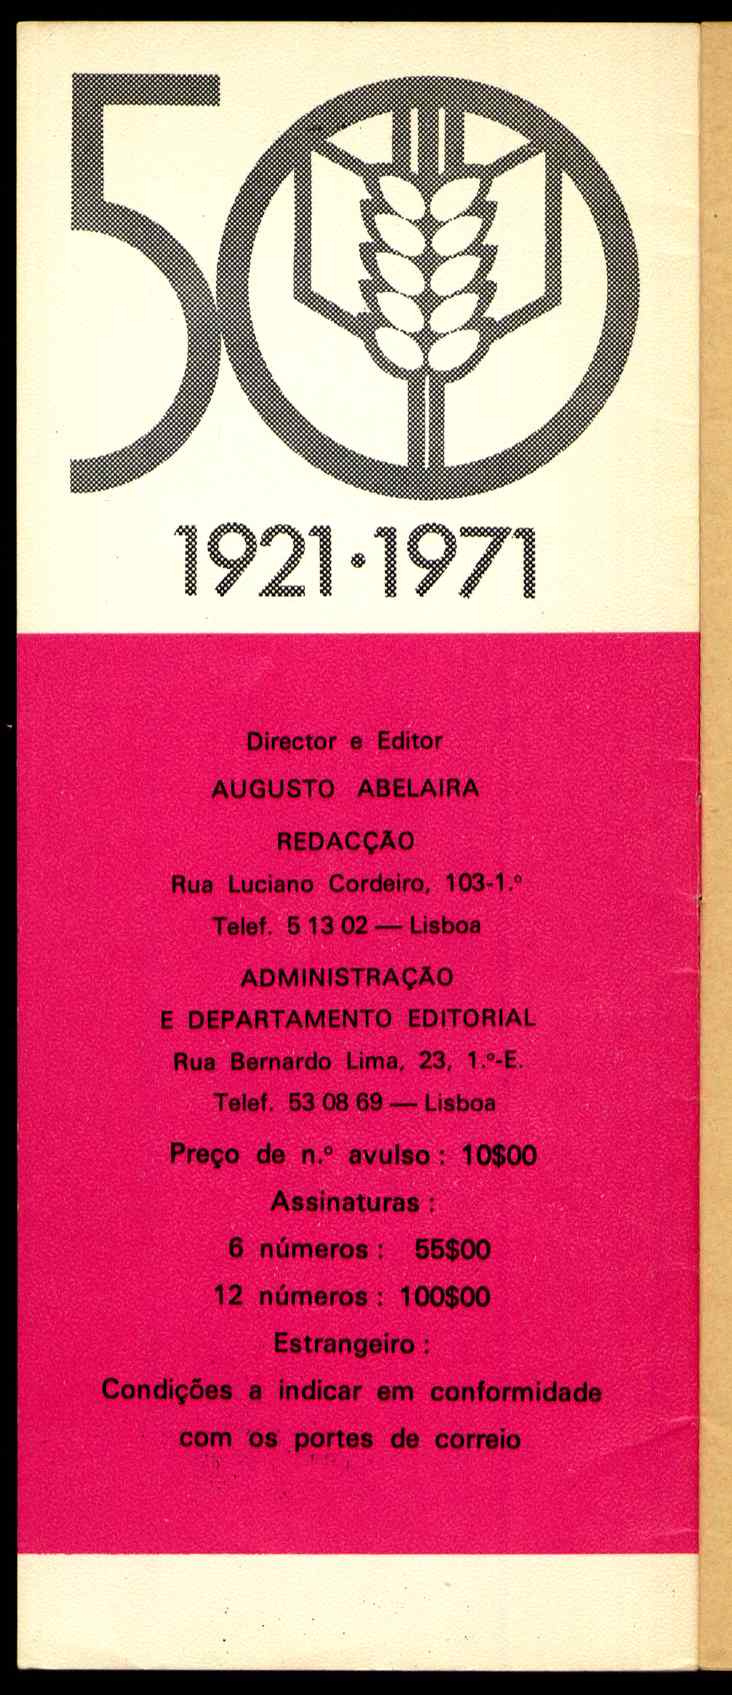 50
1921·1971
Director e Editor
AUGUSTO ABELAIRA
REDACÇÃO
Rua Luciano Cordeiro, 103-1.º
Telef. 5 13 02 — Lisboa
ADMINISTRAÇÃO
E DEPARTAMENTO EDITORIAL
Rua Bernardo Lima, 23, 1.º-E.
Telef. 53 08 69 — Lisboa
Preço de n.º avulso : 10$00
Assinaturas :
6 números : 55$00
12 números : 100$00
Estrangeiro :
Condições a indicar em conformidade
com os portes de correio